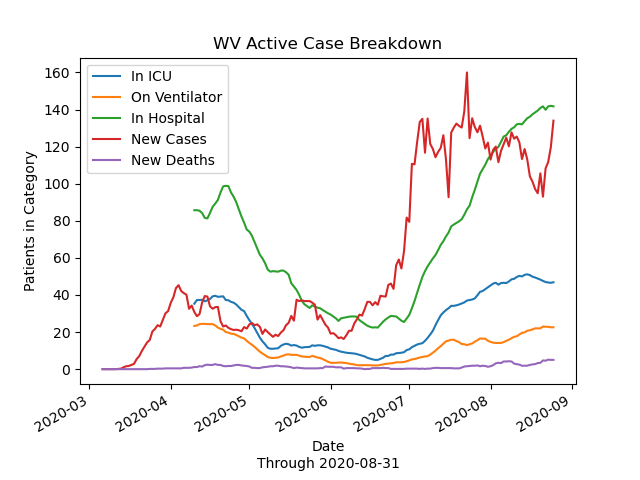 WV Active Case Breakdown
In ICU
On Ventilator
In Hospital
New Cases
New Deaths
Patients in Category
160
140
120
100
80
60
40
20
0
2020-03
2020-04
2020-05
2020-06
2020-07
2020-08
2020-09
Date
Through 2020-08-31